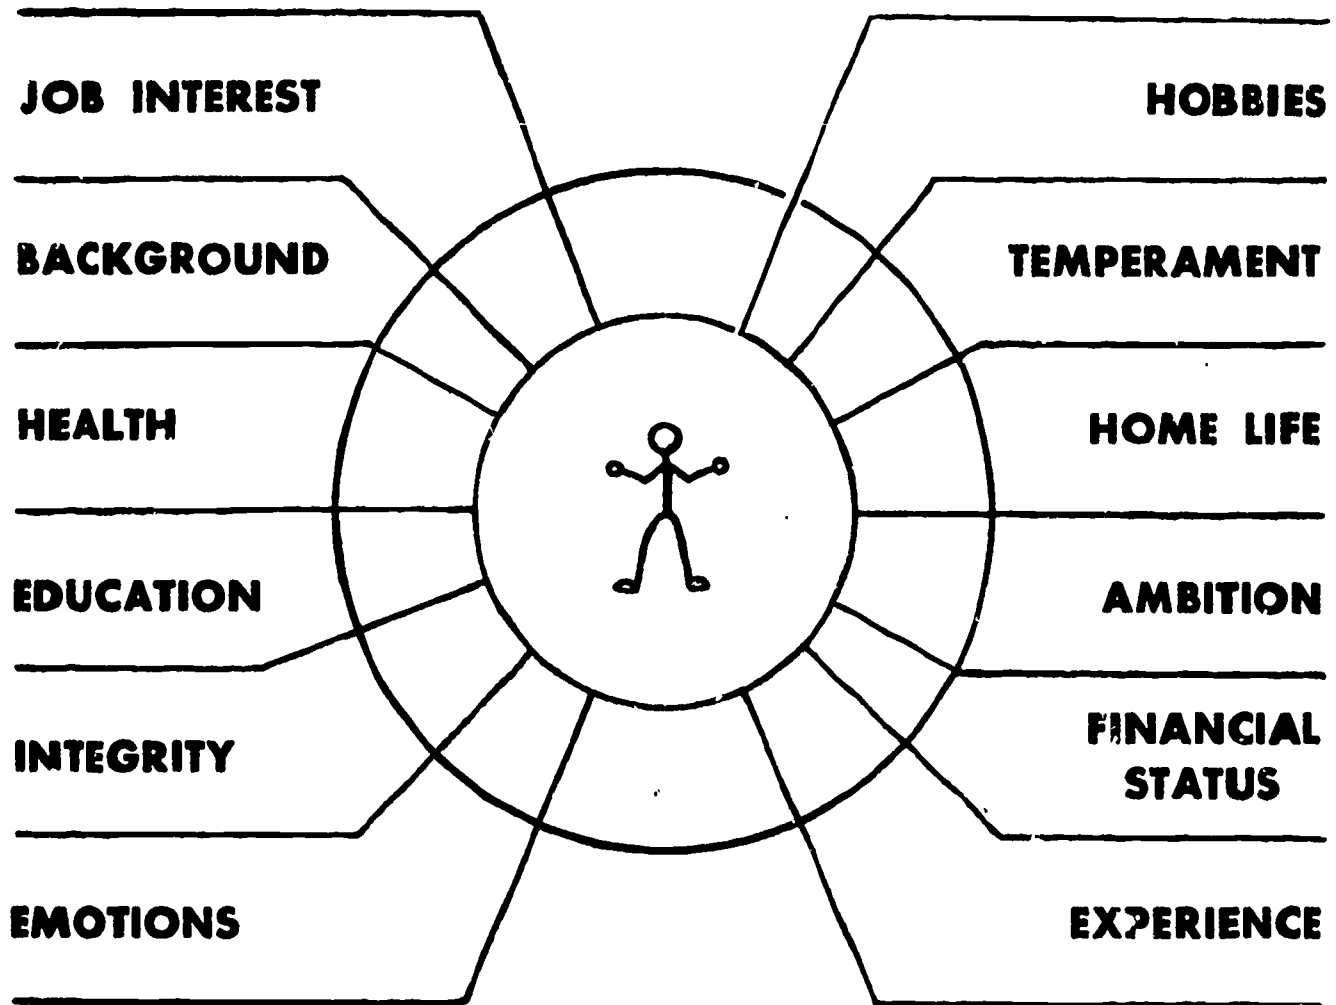 JOB INTEREST
BACKGROUND
HEALTH
EDUCATION
INTEGRITY
EMOTIONS
HOBBIES
TEMPERAMENT
HOME LIFE
AMBITION
FINANCIAL
STATUS
EXPERIENCE